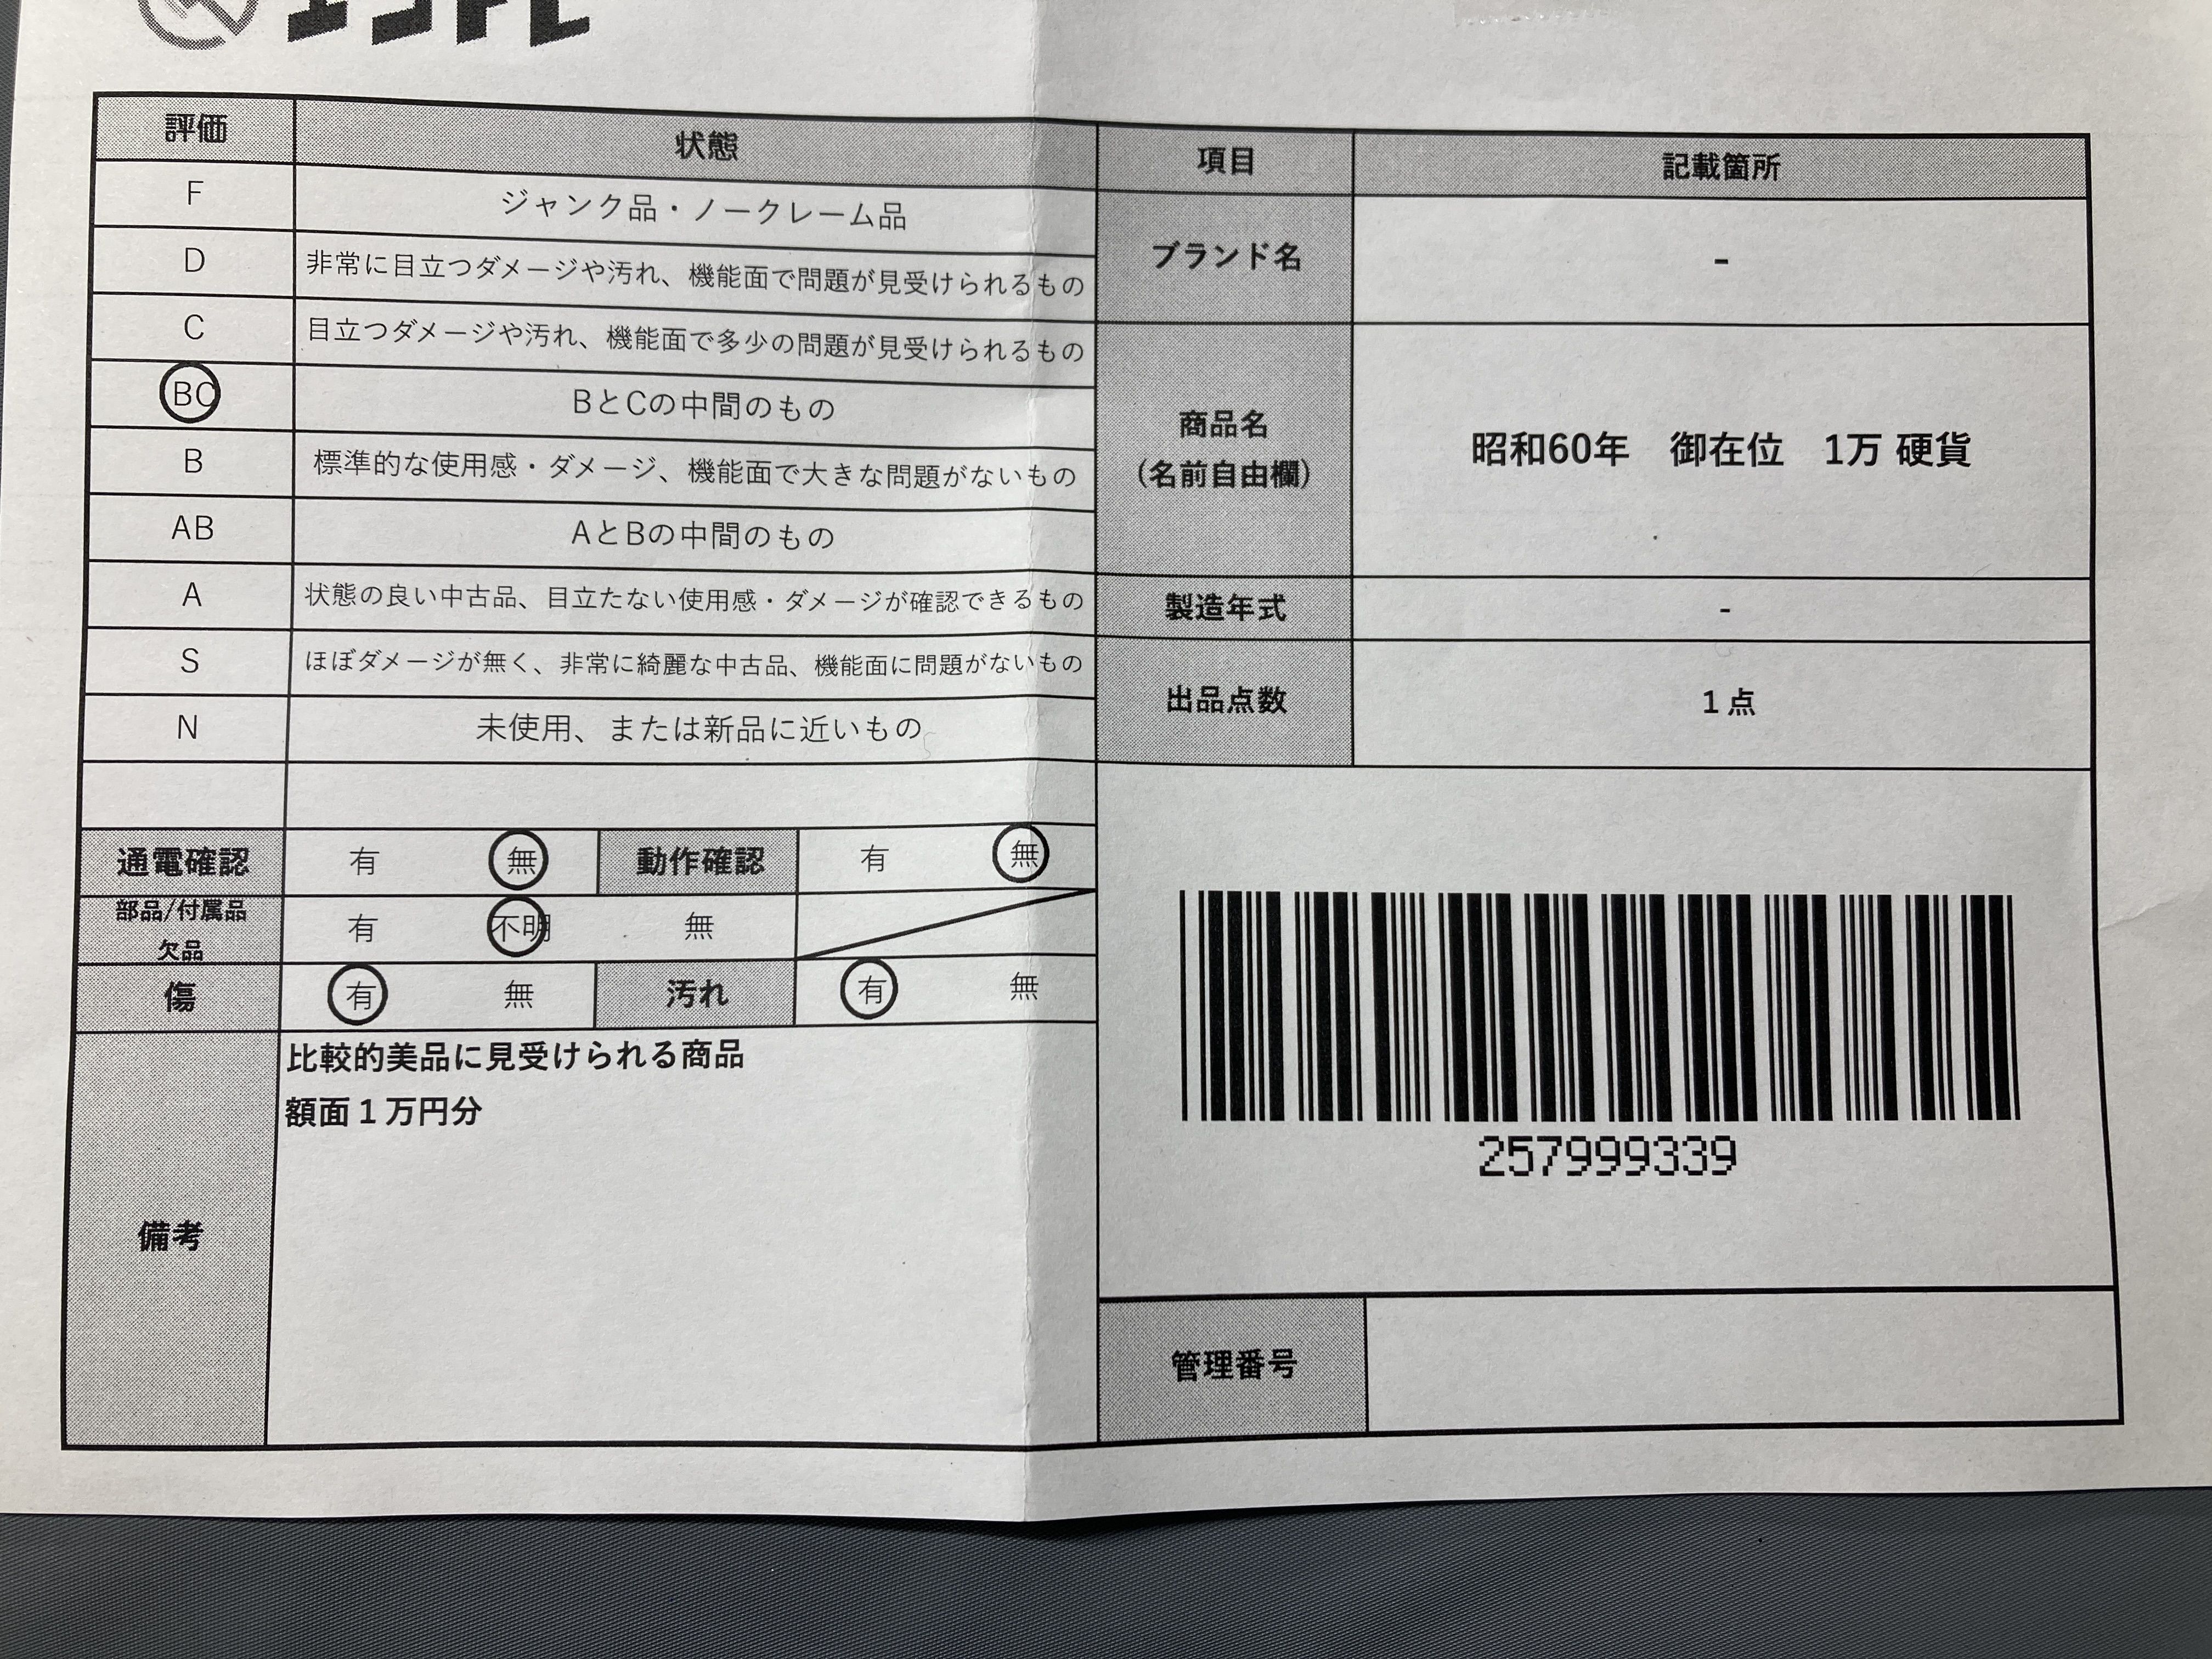 評価 状態 項目 記載箇所
F ジャンク品・ノークレーム品
D 非常に目立つダメージや汚れ、機能面で問題が見受けられるもの
ブランド名 -
C 目立つダメージや汚れ、機能面で多少の問題が見受けられるもの
BC BとCの中間のもの
商品名
(名前自由欄)
昭和60年 御在位 1万 硬貨
B 標準的な使用感・ダメージ、機能面で大きな問題がないもの
AB AとBの中間のもの
A 状態の良い中古品、目立たない使用感・ダメージが確認できるもの
製造年式 -
S ほぼダメージが無く、非常に綺麗な中古品、機能面に問題がないもの
出品点数 1点
N 未使用、または新品に近いもの
通電確認 有 無 動作確認 有 無
部品/付属品
欠品
有 不明 無
傷 有 無 汚れ 有 無
備考
比較的美品に見受けられる商品
額面1万円分
257999339
管理番号